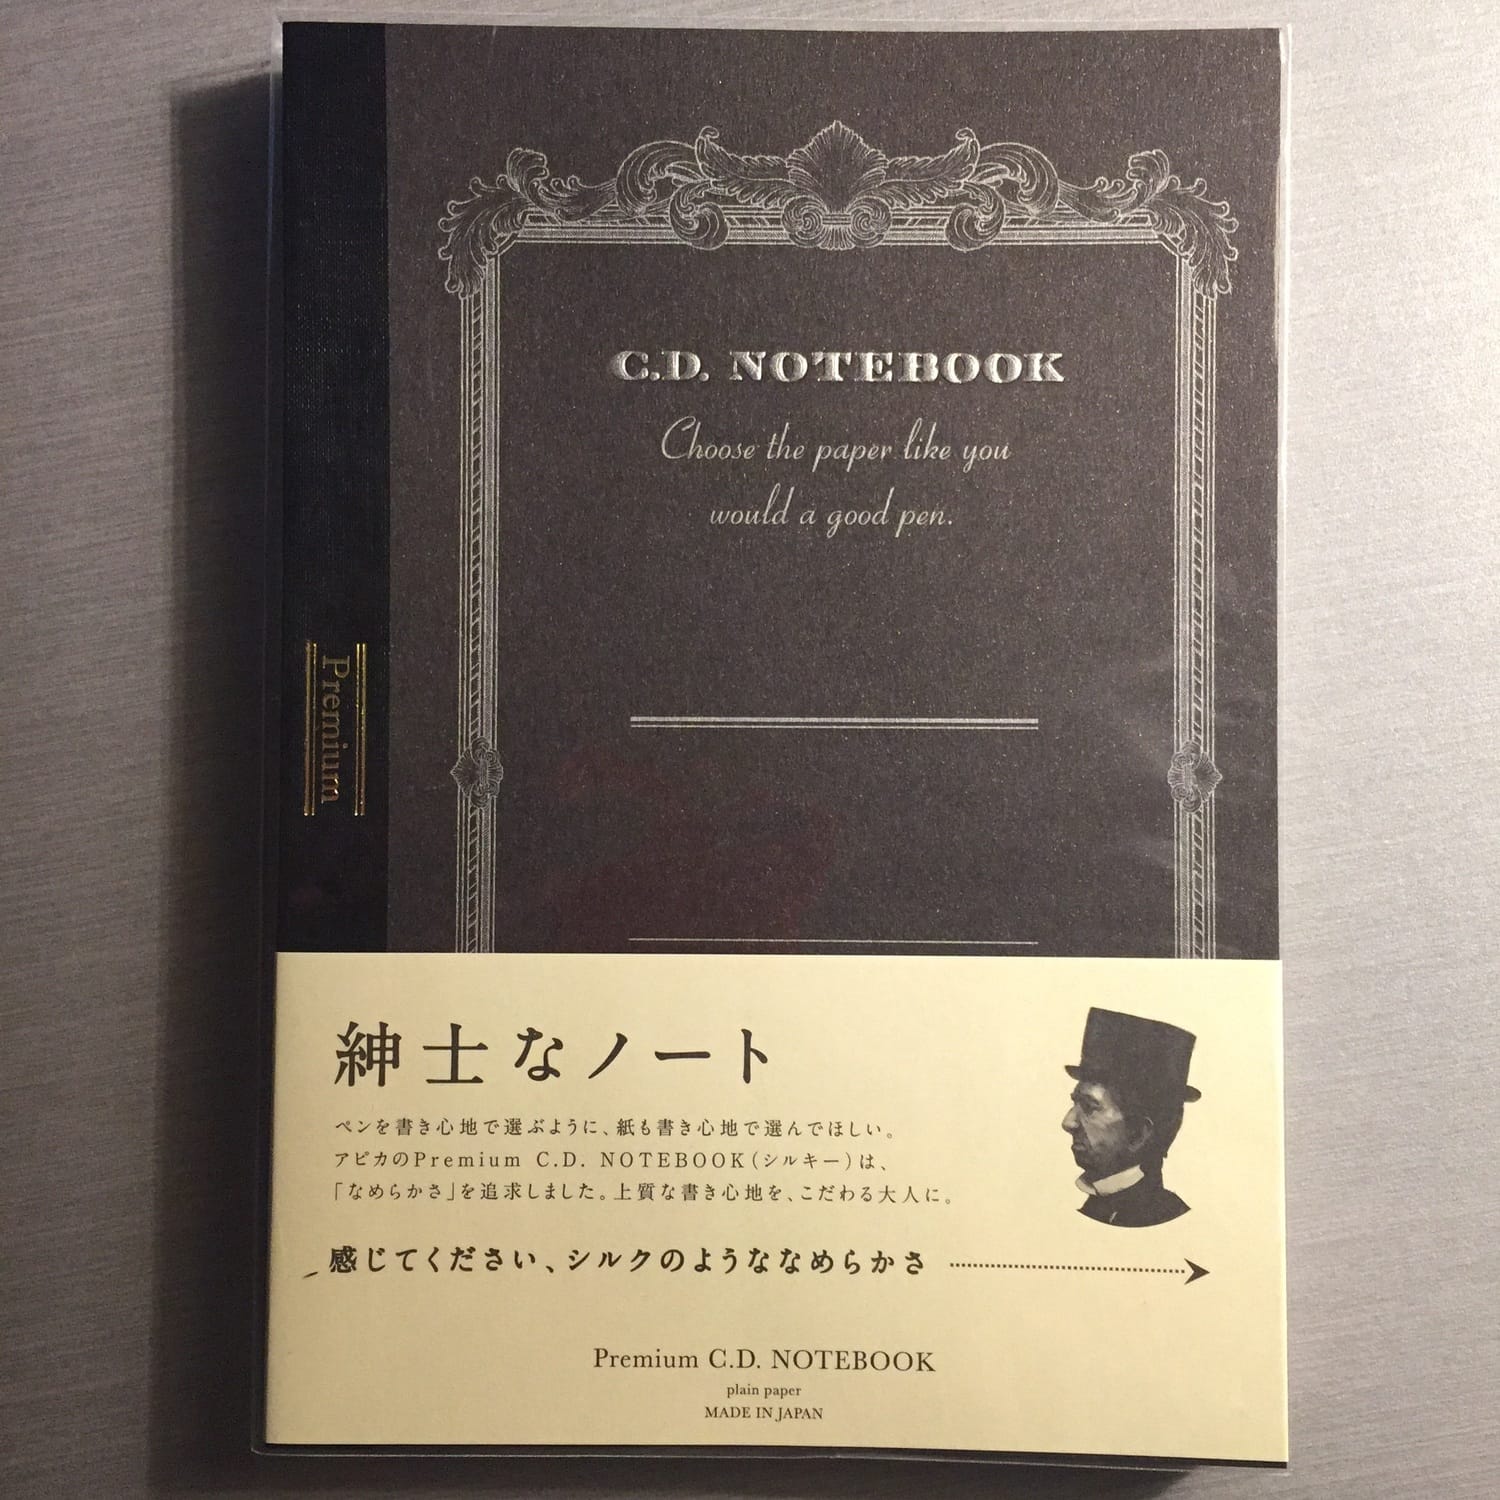 C.D. NOTEBOOK
Choose the paper like you
would a good pen.
Premium
紳士なノート
ペンを書き心地で選ぶように、紙も書き心地で選んでほしい。
アピカのPremium C.D. NOTEBOOK(シルキー)は、
「なめらかさ」を追求しました。上質な書き心地を、こだわる大人に。
感じてください、シルクのようななめらかさ
Premium C.D. NOTEBOOK
plain paper
MADE IN JAPAN